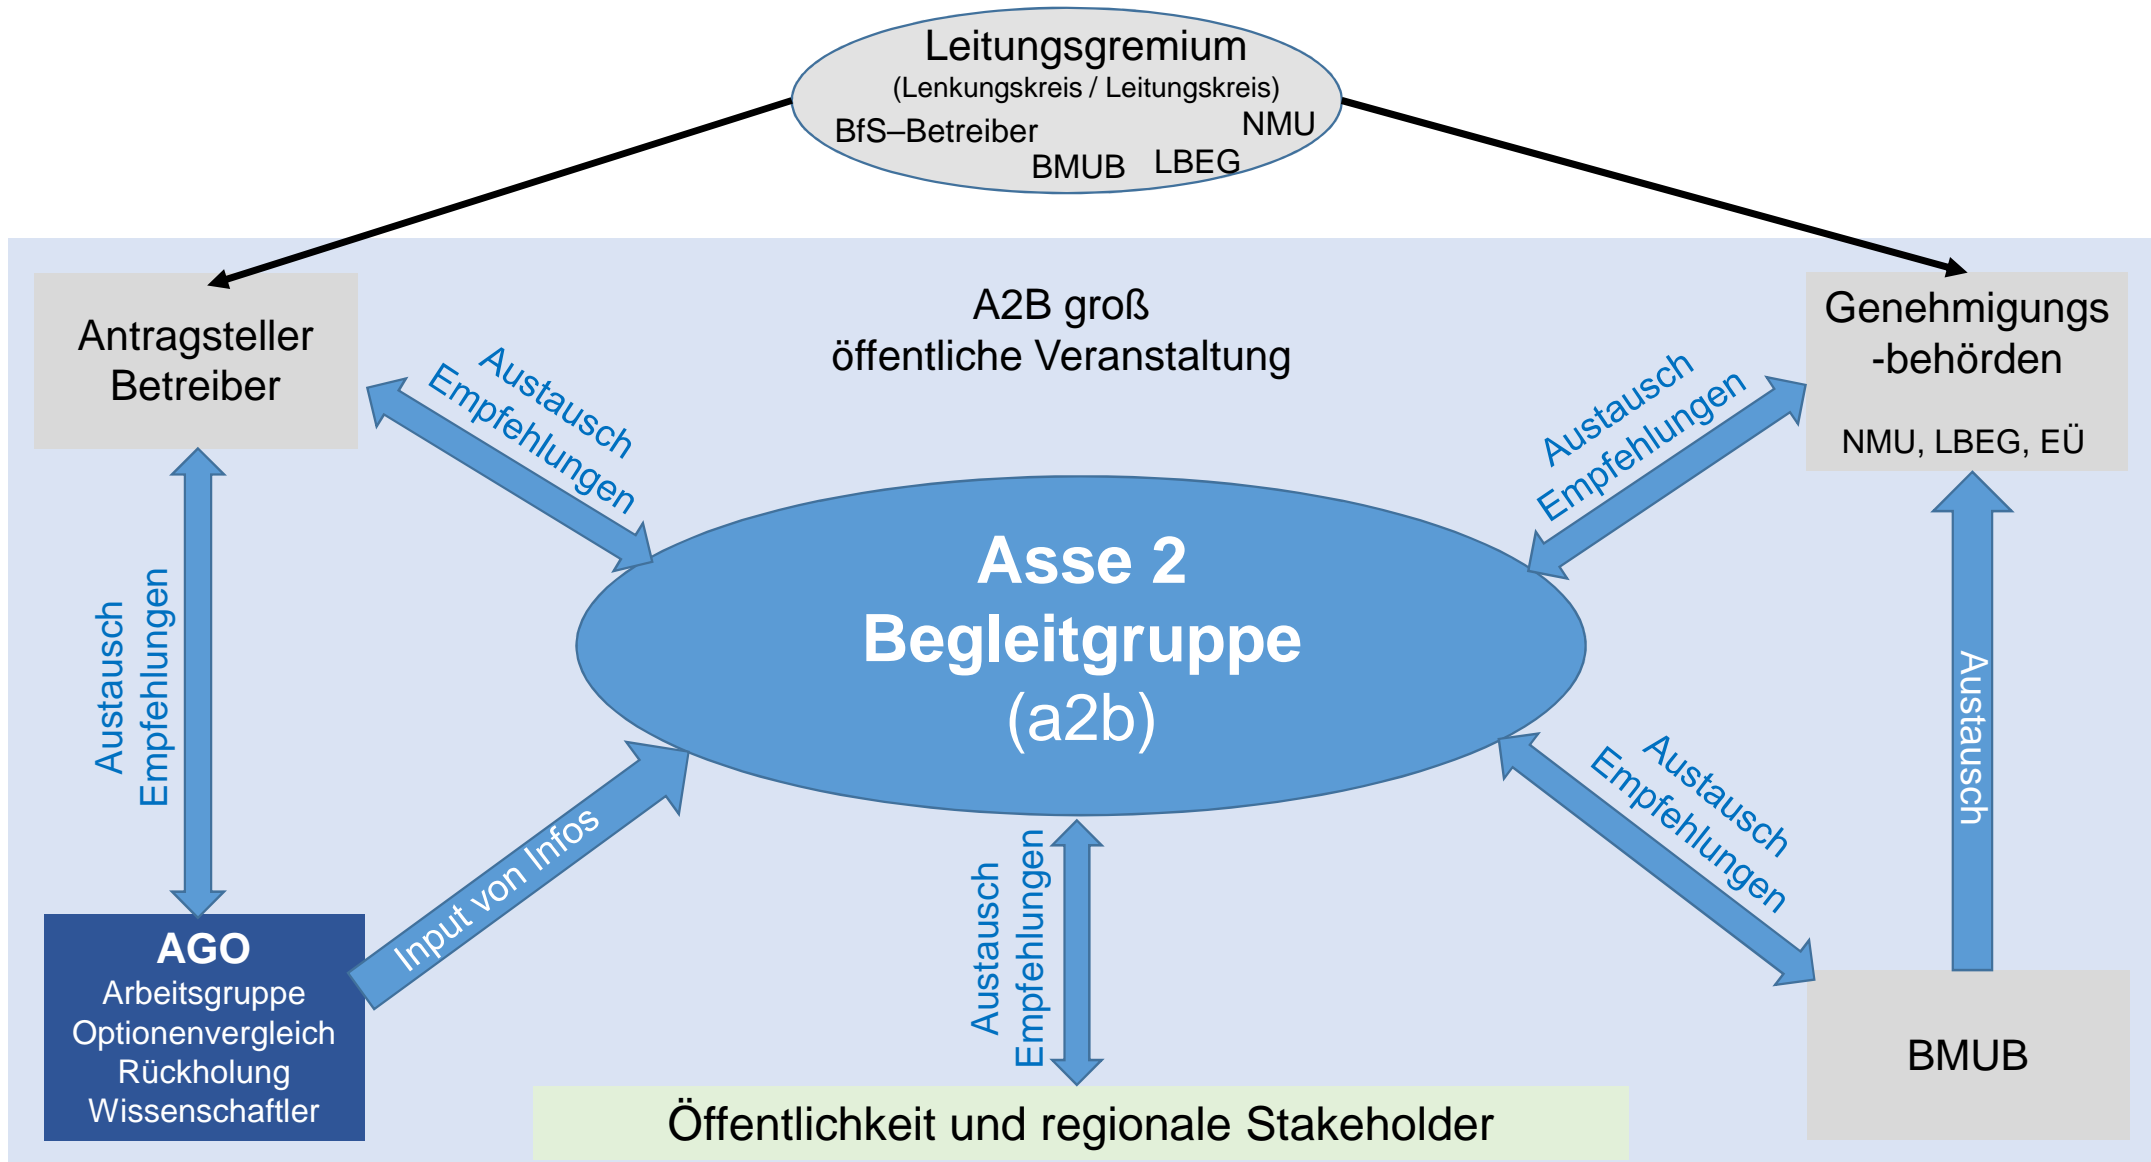 Leitungsgremium
(Lenkungskreis / Leitungskreis)
BfS–Betreiber
NMU
BMUB
LBEG
A2B groß
öffentliche Veranstaltung
Antragsteller
Betreiber
Genehmigungs
-behörden
NMU, LBEG, EÜ
Austausch
Empfehlungen
Austausch
Empfehlungen
Asse 2
Begleitgruppe
(a2b)
Austausch
Empfehlungen
Austausch
Input von Infos
Austausch
Empfehlungen
Austausch
Empfehlungen
AGO
Arbeitsgruppe
Optionenvergleich
Rückholung
Wissenschaftler
BMUB
Öffentlichkeit und regionale Stakeholder